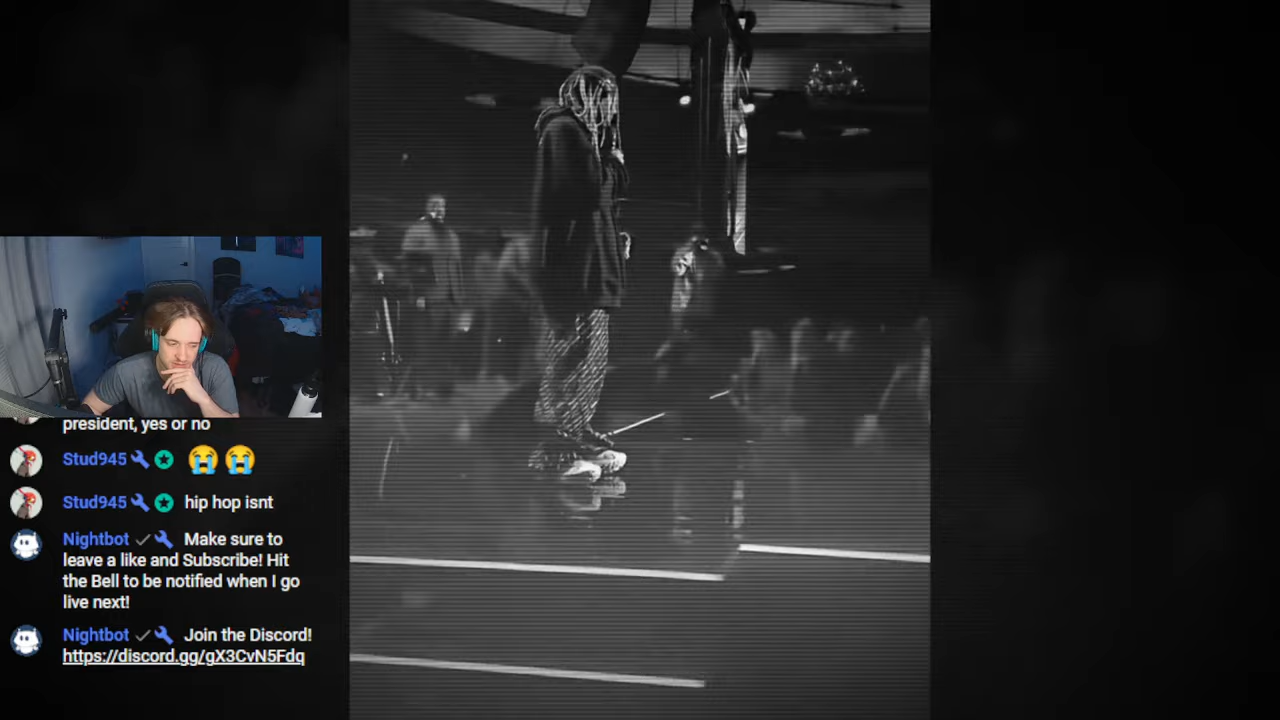 president, yes or no
Stud945 😭😭
Stud945 hip hop isnt
Nightbot Make sure to
leave a like and Subscribe! Hit
the Bell to be notified when I go
live next!
Nightbot Join the Discord!
https://discord.gg/gX3CvN5Fdq